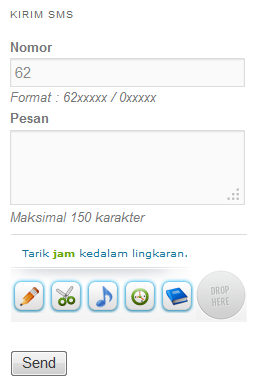 KIRIM SMS
Nomor
62
Format : 62xxxxx / 0xxxxx
Pesan
Maksimal 150 karakter
Tarik jam kedalam lingkaran.
DROP
HERE
Send